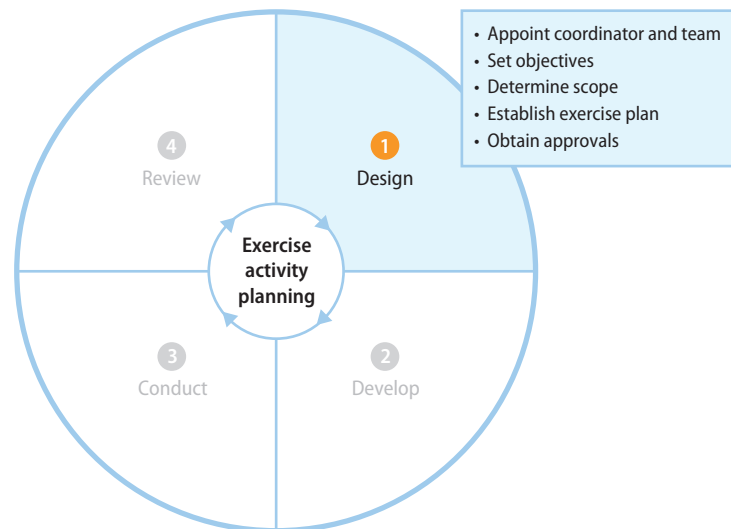 • Appoint coordinator and team
• Set objectives
• Determine scope
• Establish exercise plan
• Obtain approvals
4
Review
1
Design
Exercise
activity
planning
3
Conduct
2
Develop